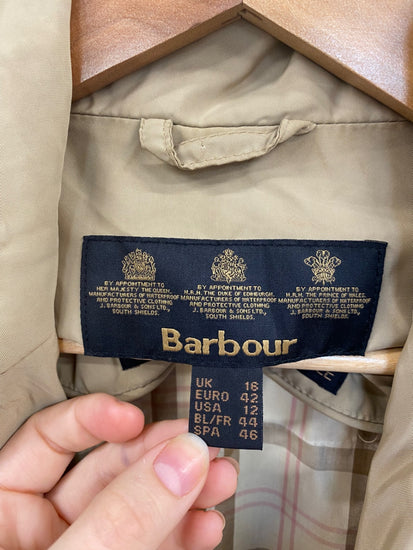 BY APPOINTMENT TO
HER MAJESTY THE QUEEN.
MANUFACTURERS OF WATERPROOF
AND PROTECTIVE CLOTHING
J. BARBOUR & SONS LTD.,
SOUTH SHIELDS.
BY APPOINTMENT TO
H.R.H. THE DUKE OF EDINBURGH.
MANUFACTURERS OF WATERPROOF
AND PROTECTIVE CLOTHING
J. BARBOUR & SONS LTD.,
SOUTH SHIELDS.
BY APPOINTMENT TO
H.R.H. THE PRINCE OF WALES.
MANUFACTURERS OF WATERPROOF
AND PROTECTIVE CLOTHING
J. BARBOUR & SONS LTD.,
SOUTH SHIELDS.
Barbour
UK 16
EURO 42
USA 12
BL/FR 44
SPA 46